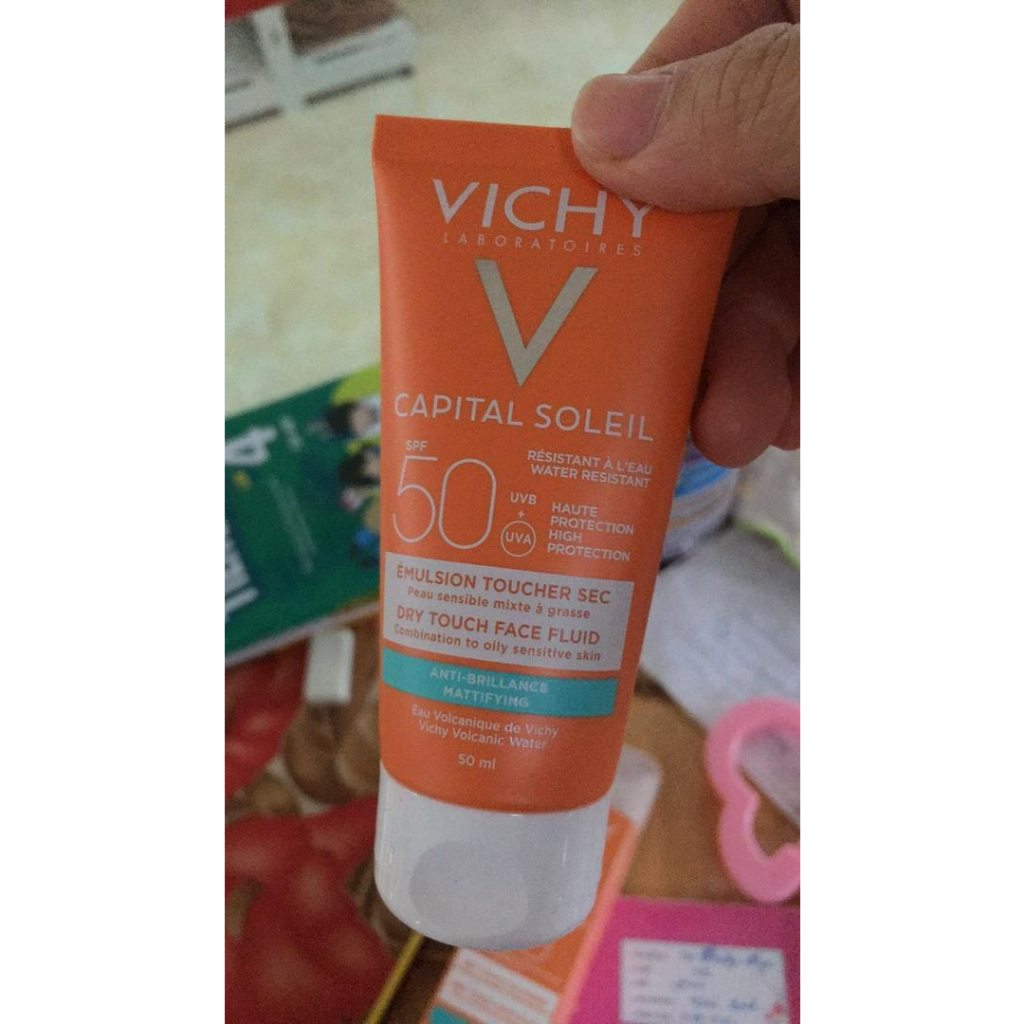 VICHY
LABORATOIRES
CAPITAL SOLEIL
SPF
50
RÉSISTANT À L'EAU
WATER RESISTANT
UVB
+
UVA
HAUTE
PROTECTION
HIGH
PROTECTION
ÉMULSION TOUCHER SEC
Peau sensible mixte à grasse
DRY TOUCH FACE FLUID
Combination to oily sensitive skin
ANTI-BRILLANCE
MATTIFYING
Eau Volcanique de Vichy
Vichy Volcanic Water
50 ml
4